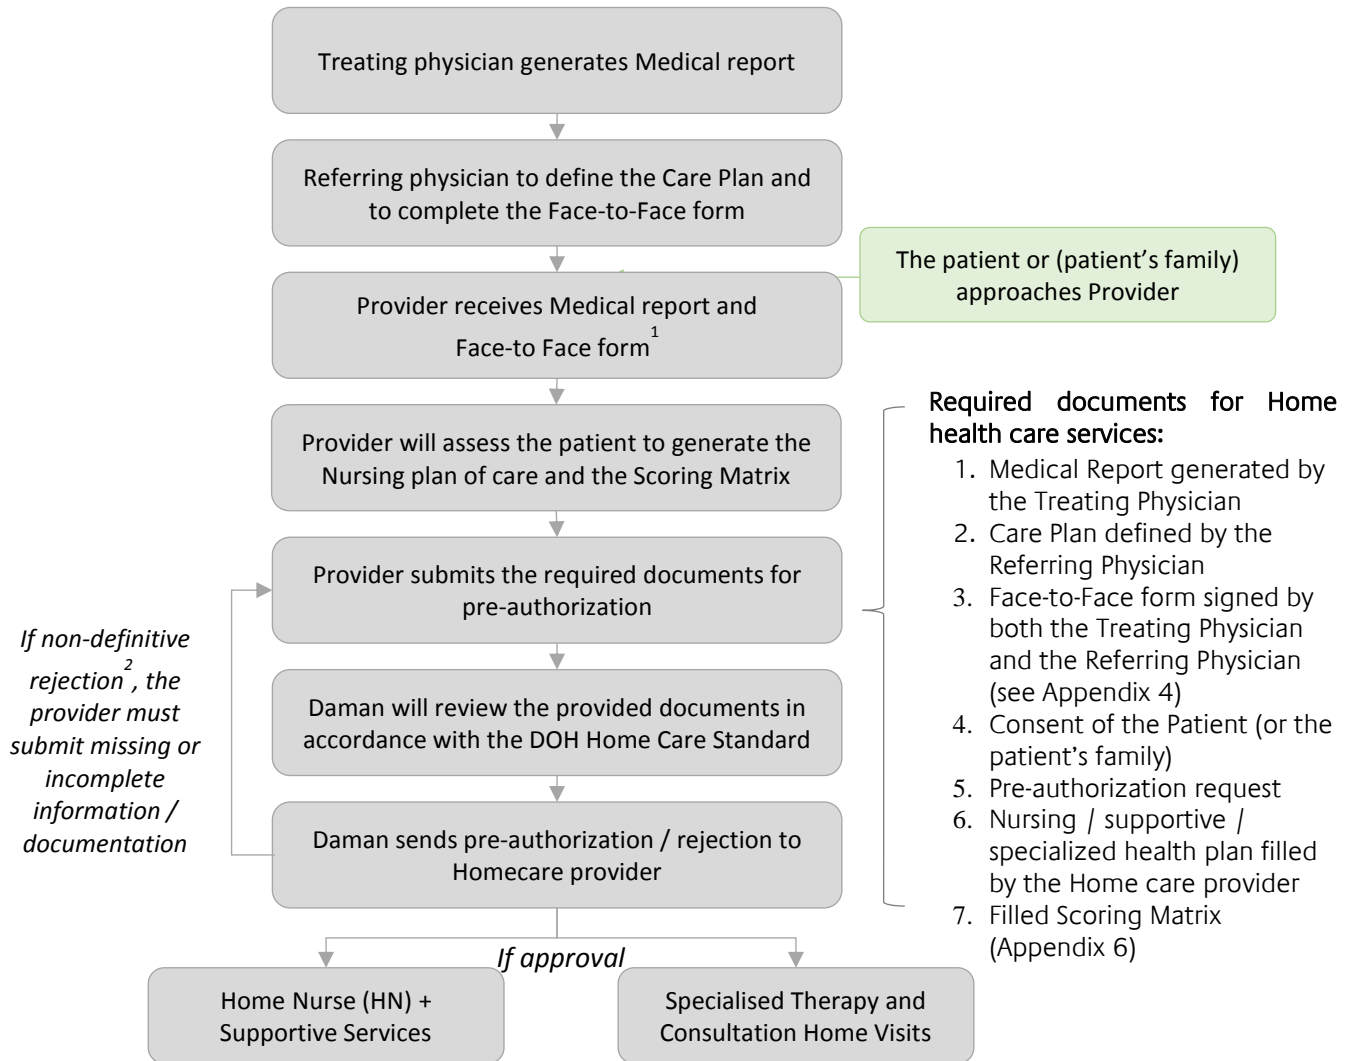 Treating physician generates Medical report
Referring physician to define the Care Plan and
to complete the Face-to-Face form
The patient or (patient's family)
approaches Provider
Provider receives Medical report and
Face-to Face form1
Provider will assess the patient to generate the
Nursing plan of care and the Scoring Matrix
Provider submits the required documents for
pre-authorization
Daman will review the provided documents in
accordance with the DOH Home Care Standard
Daman sends pre-authorization / rejection to
Homecare provider
If non-definitive
rejection2, the
provider must
submit missing or
incomplete
information /
documentation
Required documents for Home
health care services:
1. Medical Report generated by
the Treating Physician
2. Care Plan defined by the
Referring Physician
3. Face-to-Face form signed by
both the Treating Physician
and the Referring Physician
(see Appendix 4)
4. Consent of the Patient (or the
patient's family)
5. Pre-authorization request
6. Nursing / supportive /
specialized health plan filled
by the Home care provider
7. Filled Scoring Matrix
(Appendix 6)
If approval
Home Nurse (HN) +
Supportive Services
Specialised Therapy and
Consultation Home Visits